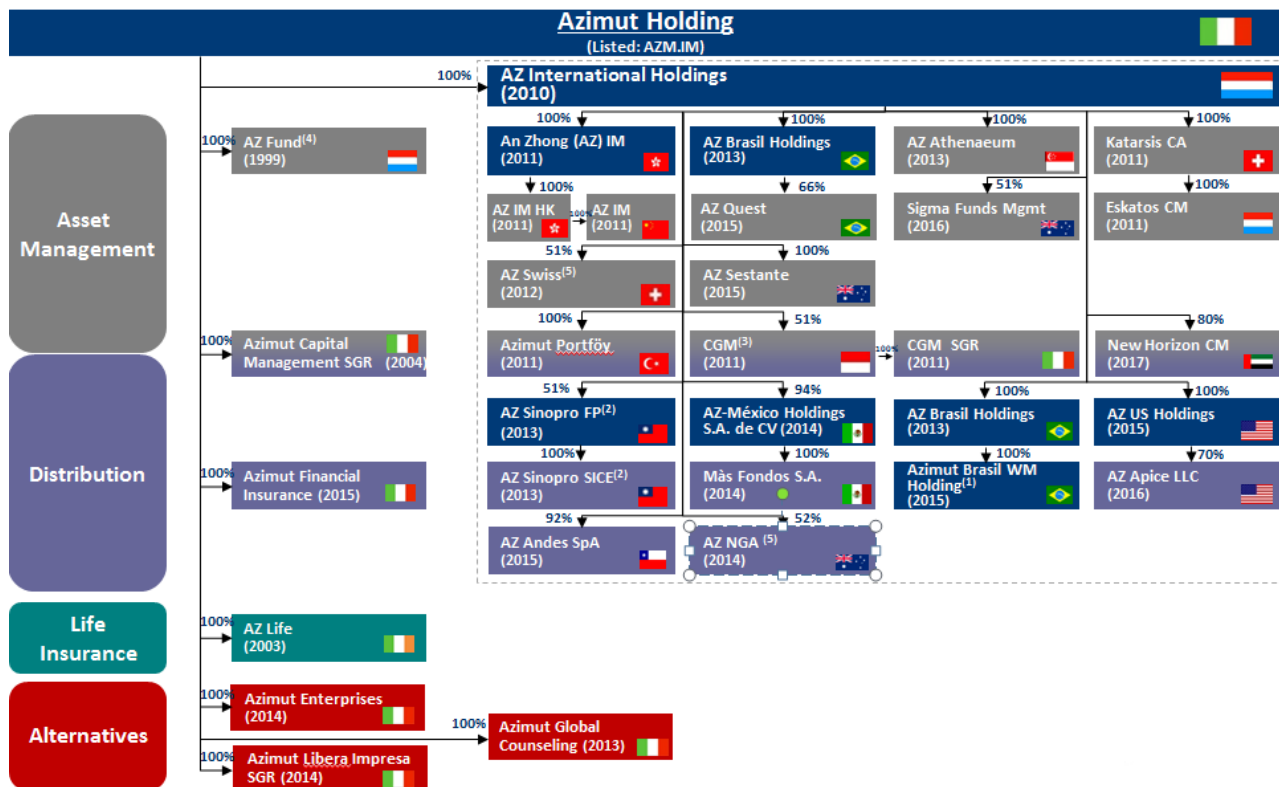 Azimut Holding
(Listed: AZM.IM)
100%
AZ International Holdings
(2010)
Asset
Management
Distribution
Life
Insurance
Alternatives
100%
AZ Fund(4)
(1999)
100%
Azimut Capital
Management SGR (2004)
100%
Azimut Financial
Insurance (2015)
100%
AZ Life
(2003)
100%
Azimut Enterprises
(2014)
100%
Azimut Libera Impresa
SGR (2014)
100%
Azimut Global
Counseling (2013)
100%
An Zhong (AZ) IM
(2011)
100%
AZ Brasil Holdings
(2013)
100%
AZ Athenaeum
(2013)
100%
Katarsis CA
(2011)
100%
AZ IM HK
(2011)
100%
AZ IM
(2011)
66%
AZ Quest
(2015)
51%
Sigma Funds Mgmt
(2016)
100%
Eskatos CM
(2011)
51%
AZ Swiss(5)
(2012)
100%
AZ Sestante
(2015)
100%
Azimut Portföy
(2011)
51%
CGM(3)
(2011)
100%
CGM SGR
(2011)
80%
New Horizon CM
(2017)
51%
AZ Sinopro FP(2)
(2013)
94%
AZ-México Holdings
S.A. de CV (2014)
100%
AZ Brasil Holdings
(2013)
100%
AZ US Holdings
(2015)
100%
AZ Sinopro SICE(2)
(2013)
100%
Màs Fondos S.A.
(2014)
100%
Azimut Brasil WM
Holding(1)
(2015)
70%
AZ Apice LLC
(2016)
92%
AZ Andes SpA
(2015)
52%
AZ NGA (5)
(2014)